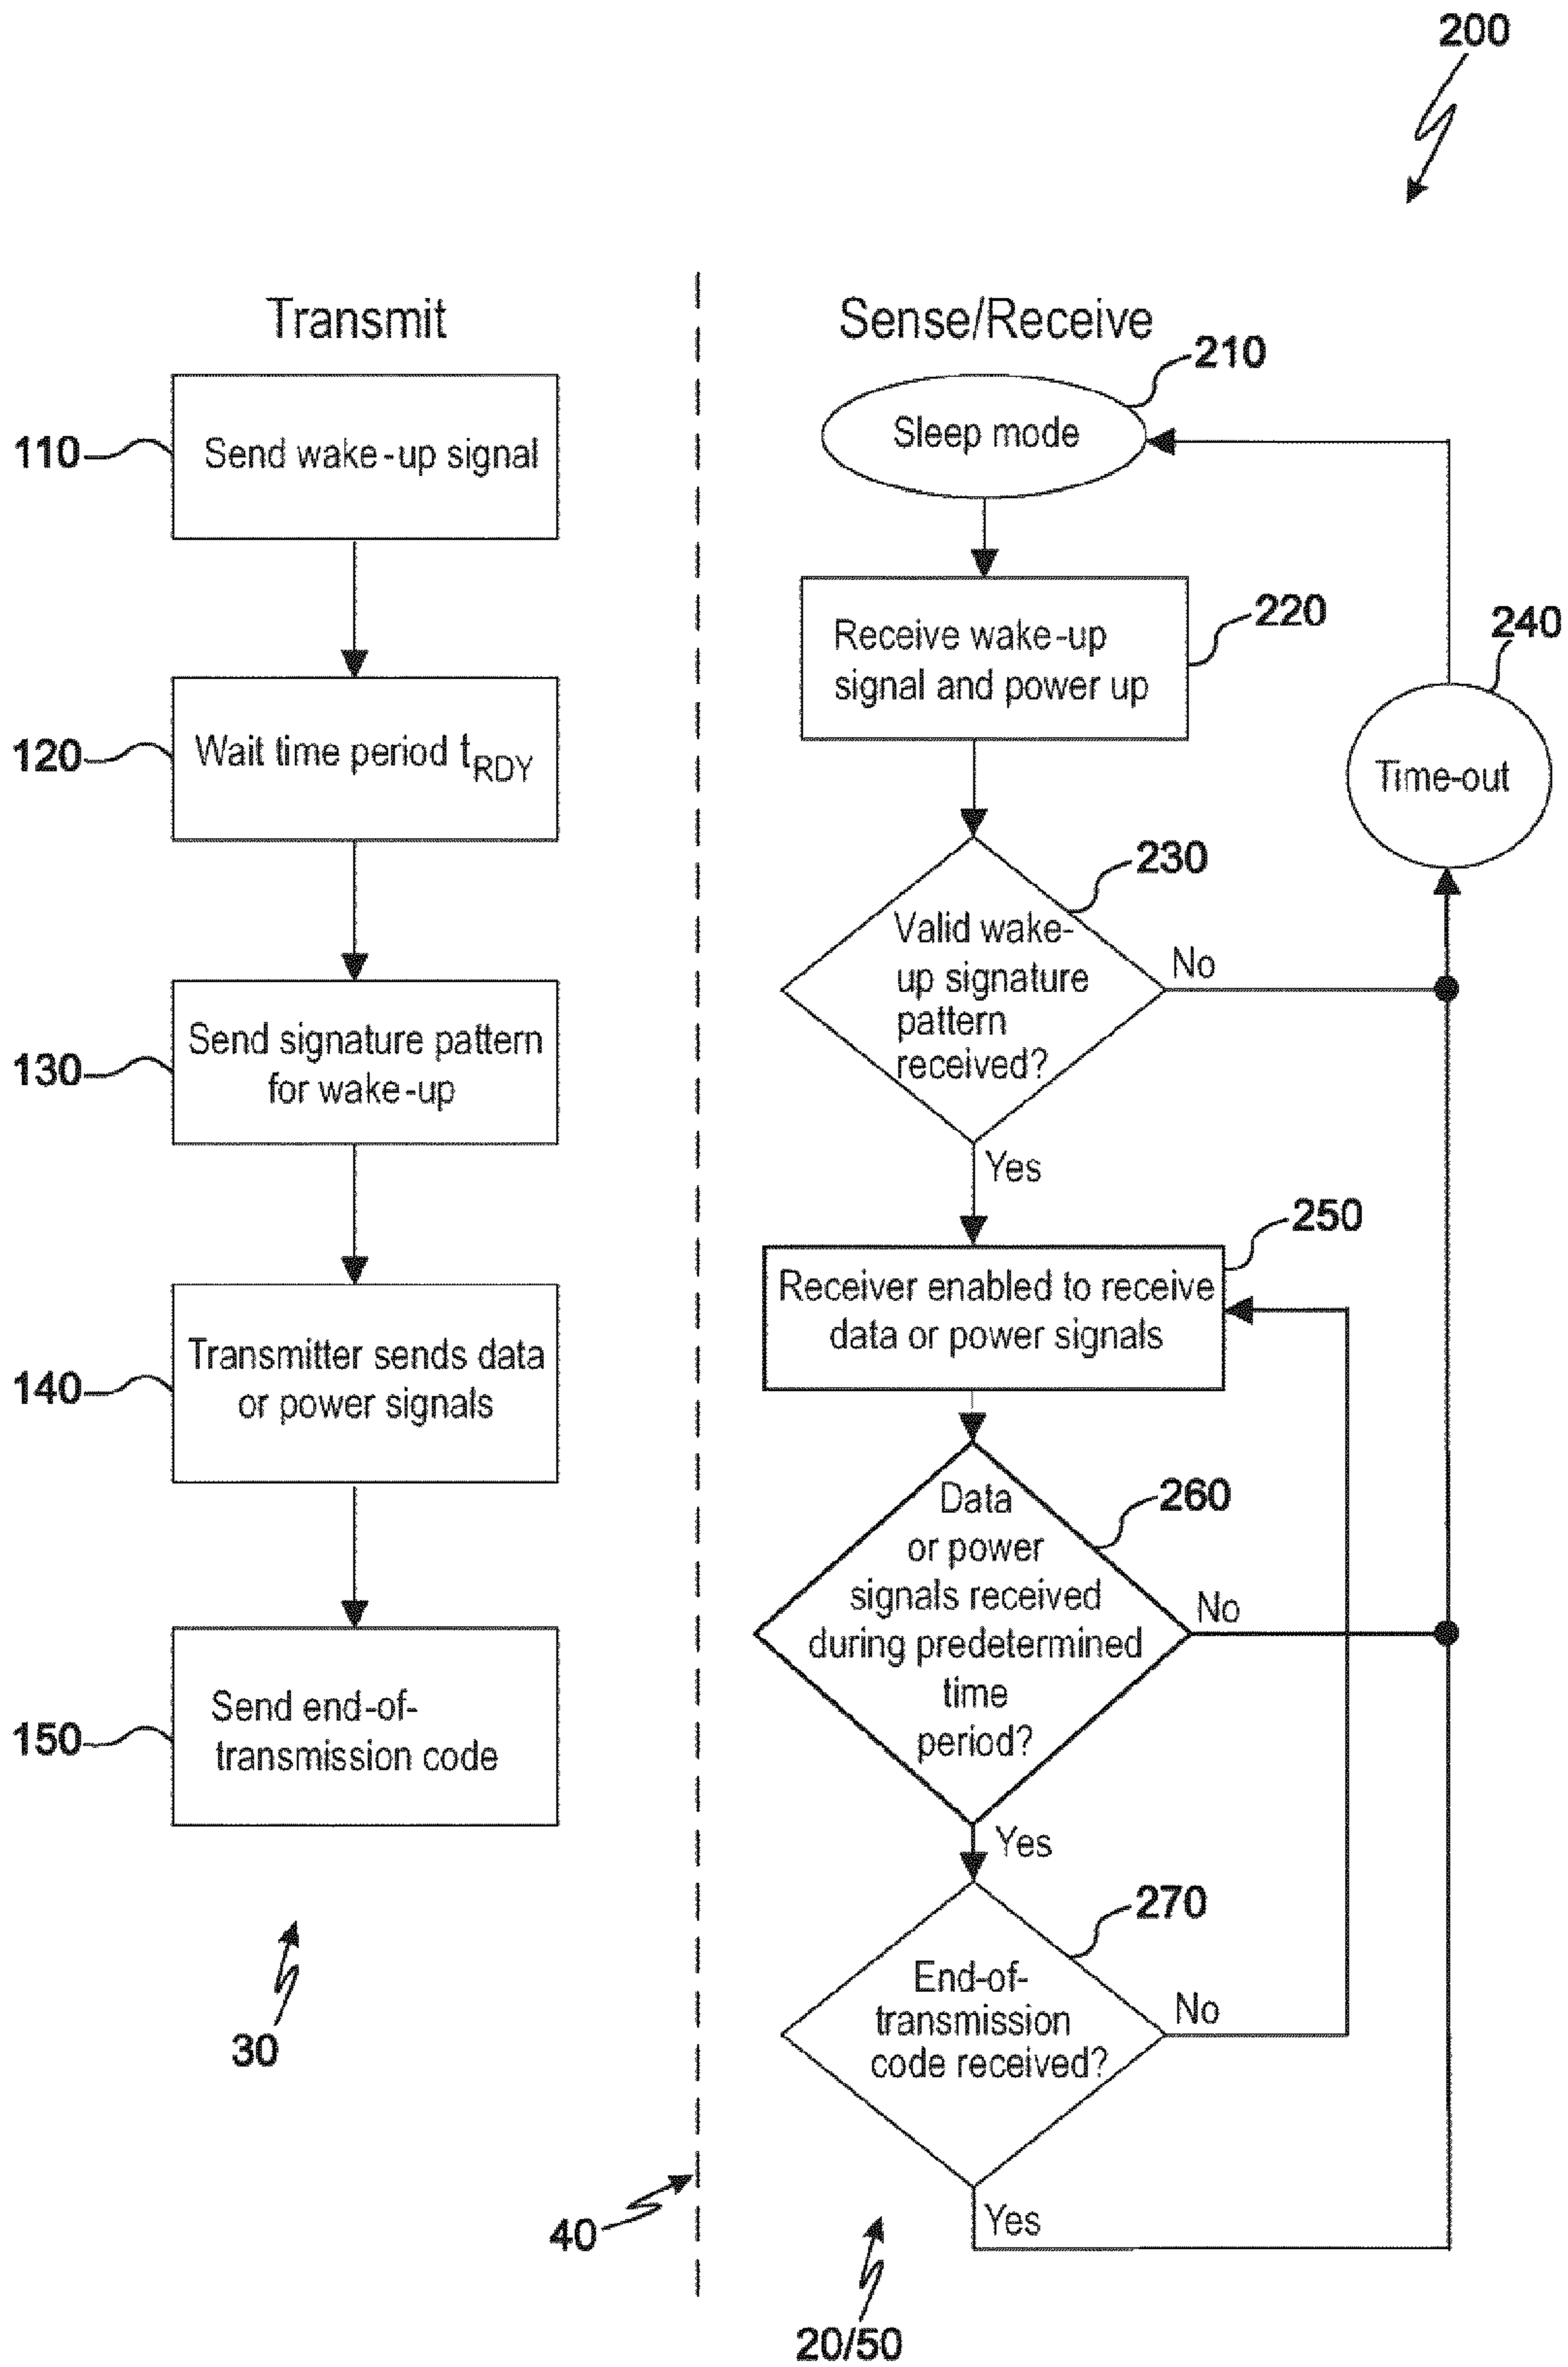 200
Transmit
110
Send wake-up signal
120
Wait time period tRDY
130
Send signature pattern
for wake-up
140
Transmitter sends data
or power signals
150
Send end-of-
transmission code
30
40
Sense/Receive
210
Sleep mode
220
Receive wake-up
signal and power up
240
Time-out
230
Valid wake-
up signature
pattern
received?
No
Yes
250
Receiver enabled to receive
data or power signals
260
Data
or power
signals received
during predetermined
time
period?
No
Yes
270
End-of-
transmission
code received?
No
Yes
20/50